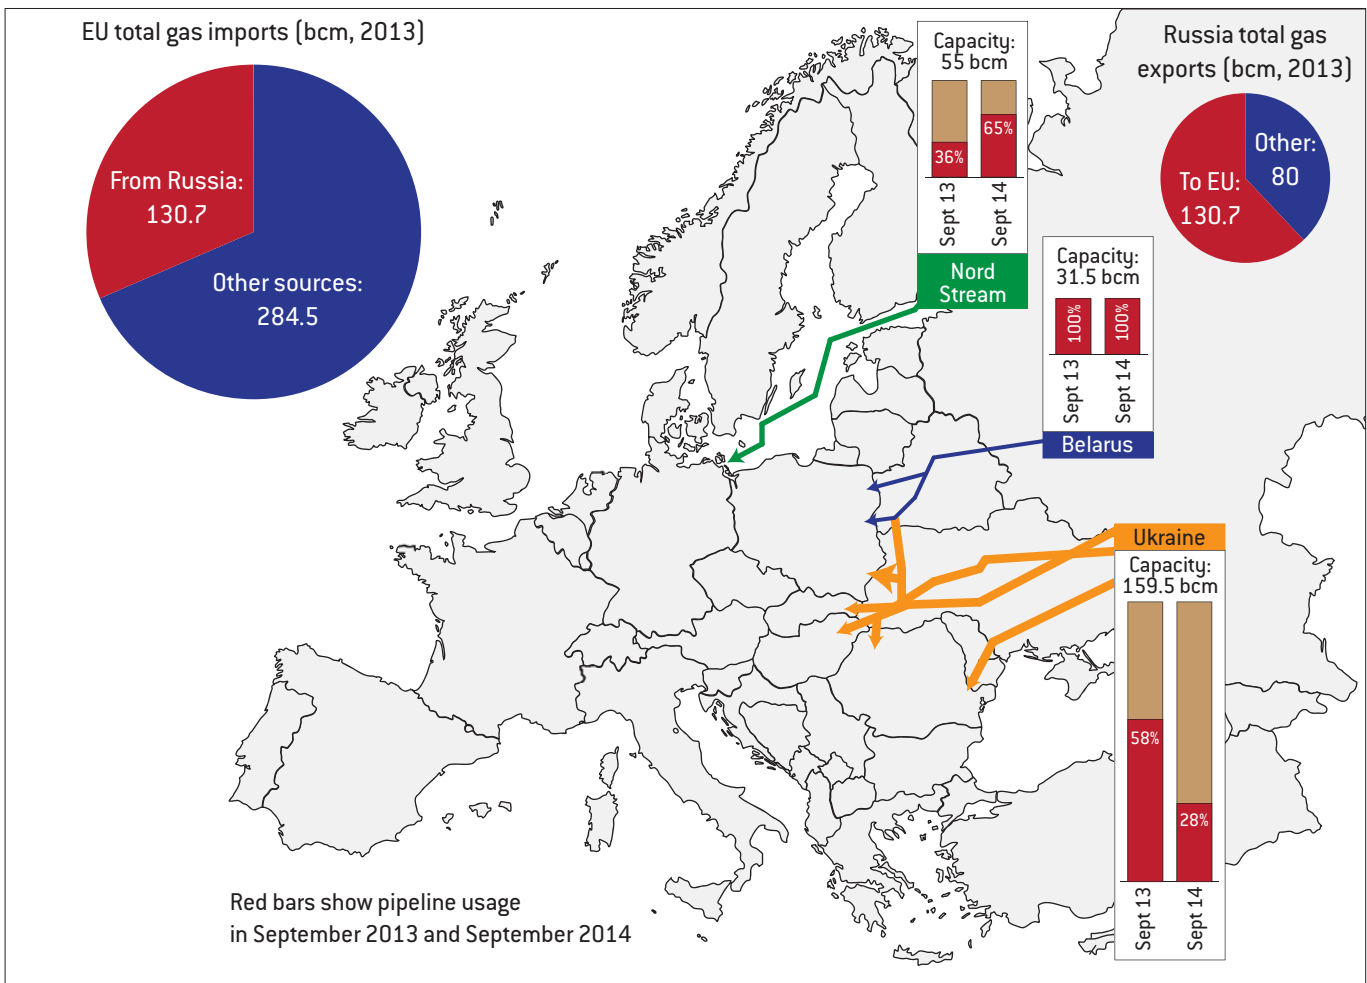 EU total gas imports (bcm, 2013)
From Russia:
130.7
Other sources:
284.5
Capacity:
55 bcm
36%
65%
Sept 13
Sept 14
Nord
Stream
Russia total gas
exports (bcm, 2013)
Other:
80
To EU:
130.7
Capacity:
31.5 bcm
100%
100%
Sept 13
Sept 14
Belarus
Ukraine
Capacity:
159.5 bcm
58%
28%
Sept 13
Sept 14
Red bars show pipeline usage
in September 2013 and September 2014